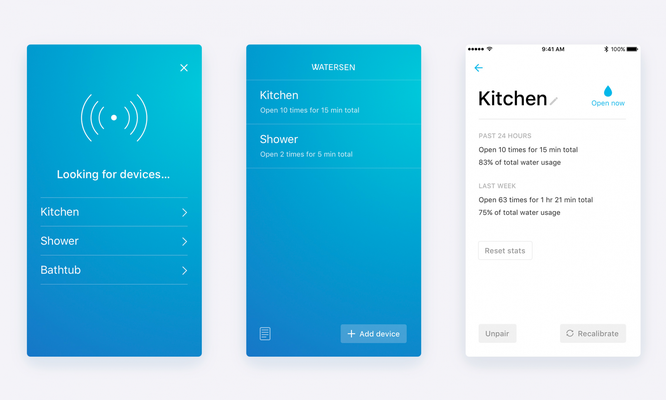 Looking for devices...
Kitchen
Shower
Bathtub
WATERSEN
Kitchen
Open 10 times for 15 min total
Shower
Open 2 times for 5 min total
Add device
9:41 AM
100%
Kitchen
Open now
PAST 24 HOURS
Open 10 times for 15 min total
83% of total water usage
LAST WEEK
Open 63 times for 1 hr 21 min total
75% of total water usage
Reset stats
Unpair
Recalibrate